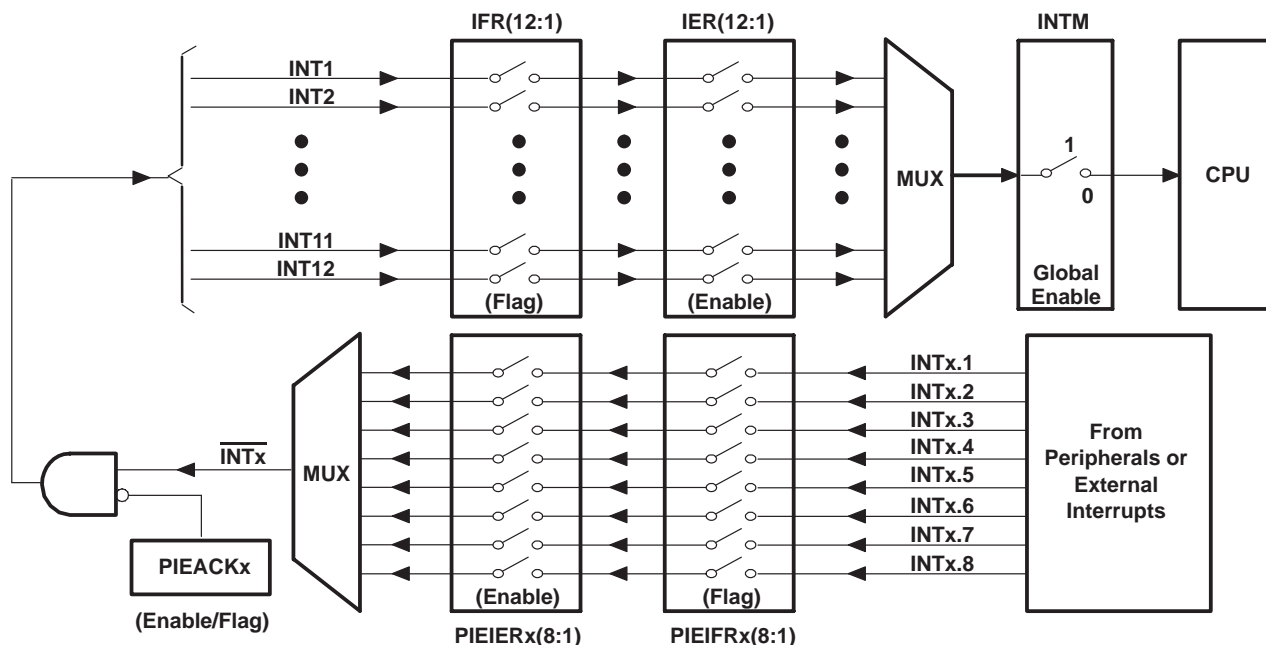 IFR(12:1)
IER(12:1)
INTM
INT1
INT2
1
MUX
CPU
0
INT11
INT12
(Flag)
(Enable)
Global
Enable
INTx.1
INTx.2
INTx.3
INTx.4
INTx.5
INTx.6
INTx.7
INTx.8
From
Peripherals or
External
Interrupts
INTx
MUX
PIEACKx
(Enable/Flag)
(Enable)
(Flag)
PIEIERx(8:1)
PIEIFRx(8:1)